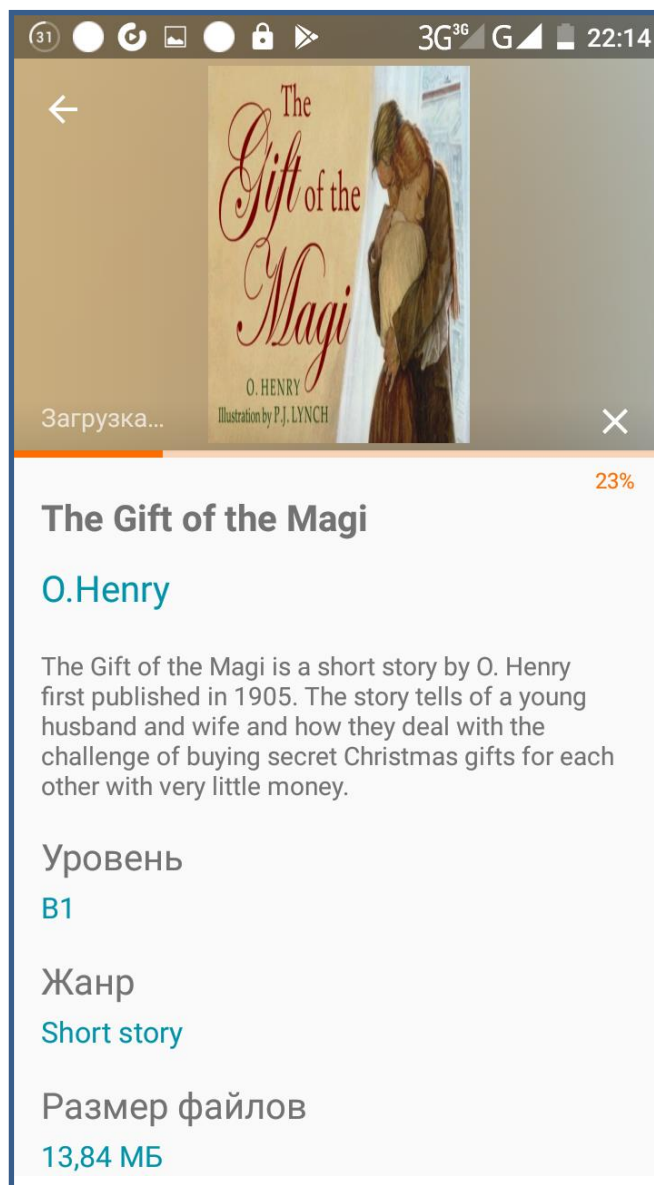 31 3G 3G G 22:14
The
Gift of the
Magi
O. HENRY
Illustration by P.J. LYNCH
Загрузка...
23%
The Gift of the Magi
O.Henry
The Gift of the Magi is a short story by O. Henry
first published in 1905. The story tells of a young
husband and wife and how they deal with the
challenge of buying secret Christmas gifts for each
other with very little money.
Уровень
B1
Жанр
Short story
Размер файлов
13,84 МБ